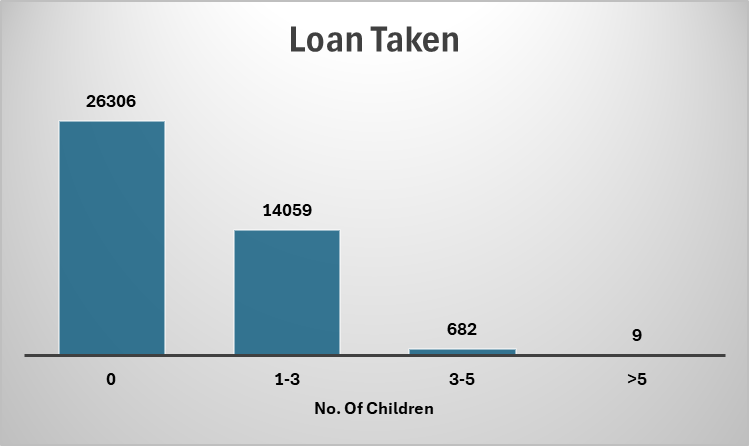 Loan Taken
26306
14059
682
9
0 1-3 3-5 >5
No. Of Children